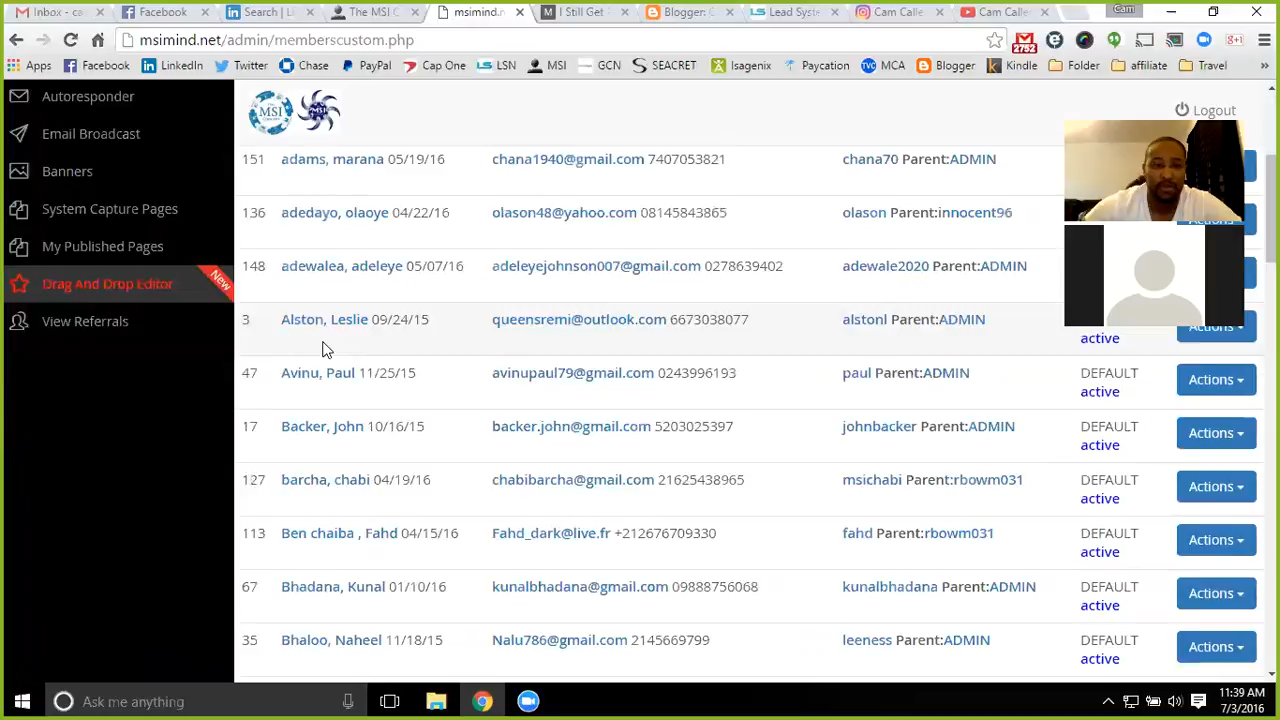 Inbox - ca
Facebook
Search | Li
The MSI C
msimind.ne
I Still Get
Blogger: C
Lead Syste
Cam Calle
Cam Calle
Cam
msimind.net/admin/memberscustom.php
2752
Apps
Facebook
LinkedIn
Twitter
Chase
PayPal
Cap One
LSN
MSI
GCN
SEACRET
Isagenix
Paycation
MCA
Blogger
Kindle
Folder
affiliate
Travel
»
Autoresponder
Email Broadcast
Banners
System Capture Pages
My Published Pages
Drag And Drop Editor
New
View Referrals
MSI
Logout
151 adams, marana 05/19/16 chana1940@gmail.com 7407053821 chana70 Parent:ADMIN
136 adedayo, olaoye 04/22/16 olason48@yahoo.com 08145843865 olason Parent:innocent96
148 adewalea, adeleye 05/07/16 adeleyejohnson007@gmail.com 0278639402 adewale2020 Parent:ADMIN
3 Alston, Leslie 09/24/15 queensremi@outlook.com 6673038077 alstonl Parent:ADMIN
active Actions
47 Avinu, Paul 11/25/15 avinupaul79@gmail.com 0243996193 paul Parent:ADMIN DEFAULT
active Actions
17 Backer, John 10/16/15 backer.john@gmail.com 5203025397 johnbacker Parent:ADMIN DEFAULT
active Actions
127 barcha, chabi 04/19/16 chabibarcha@gmail.com 21625438965 msichabi Parent:rbowm031 DEFAULT
active Actions
113 Ben chaiba , Fahd 04/15/16 Fahd_dark@live.fr +212676709330 fahd Parent:rbowm031 DEFAULT
active Actions
67 Bhadana, Kunal 01/10/16 kunalbhadana@gmail.com 09888756068 kunalbhadana Parent:ADMIN DEFAULT
active Actions
35 Bhaloo, Naheel 11/18/15 Nalu786@gmail.com 2145669799 leeness Parent:ADMIN DEFAULT
active Actions
Ask me anything
11:39 AM
7/3/2016